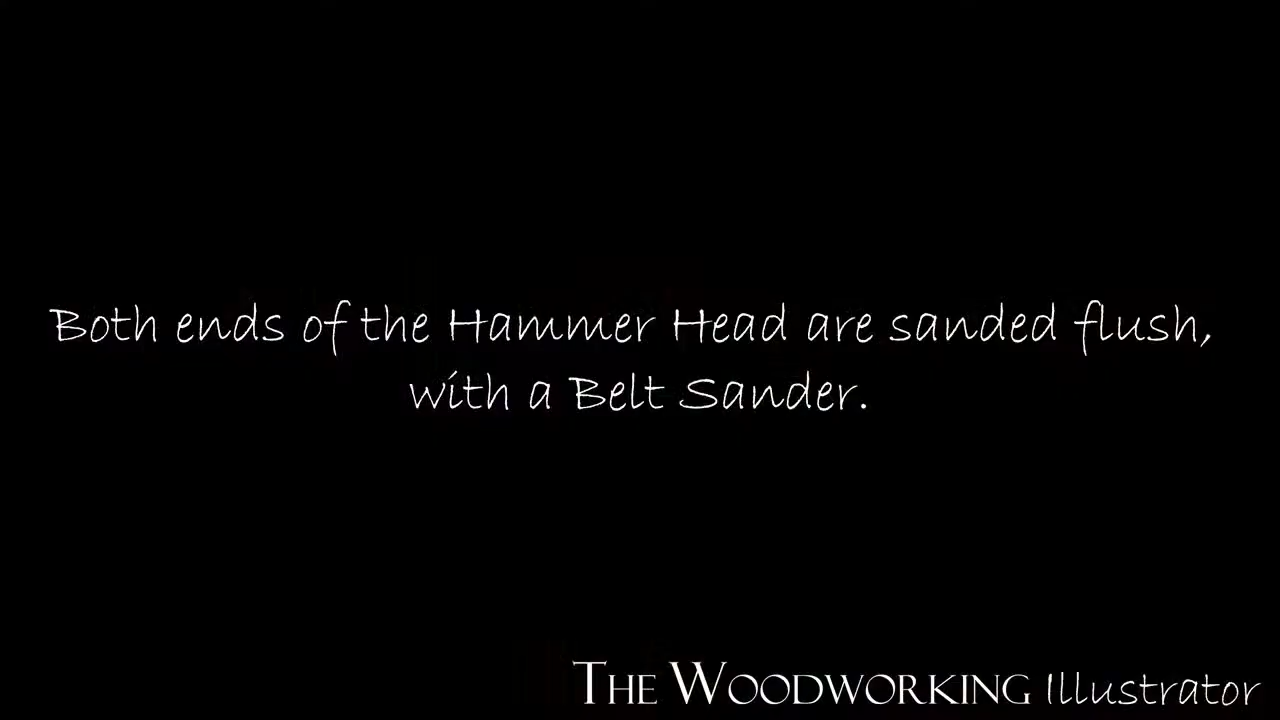 Both ends of the Hammer Head are sanded flush,
with a Belt Sander.
THE WOODWORKING Illustrator